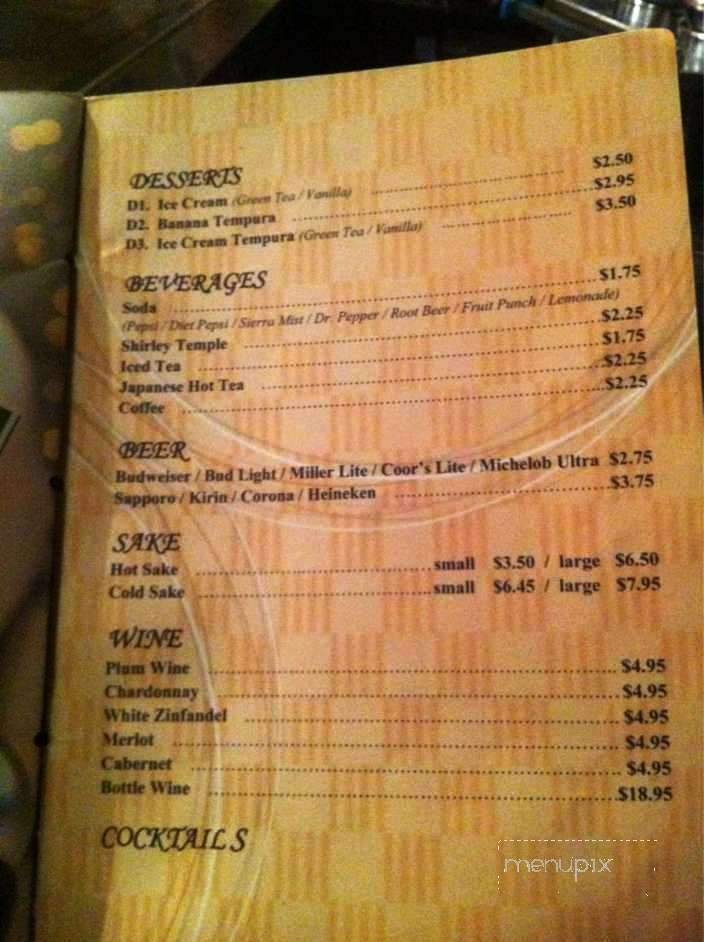 DESSERTS
D1. Ice Cream (Green Tea / Vanilla) $2.50
D2. Banana Tempura $2.95
D3. Ice Cream Tempura (Green Tea / Vanilla) $3.50
BEVERAGES
Soda $1.75
(Pepsi / Diet Pepsi / Sierra Mist / Dr. Pepper / Root Beer / Fruit Punch / Lemonade)
Shirley Temple $2.25
Iced Tea $1.75
Japanese Hot Tea $2.25
Coffee $2.25
BEER
Budweiser / Bud Light / Miller Lite / Coor's Lite / Michelob Ultra $2.75
Sapporo / Kirin / Corona / Heineken $3.75
SAKE
Hot Sake small $3.50 / large $6.50
Cold Sake small $6.45 / large $7.95
WINE
Plum Wine $4.95
Chardonnay $4.95
White Zinfandel $4.95
Merlot $4.95
Cabernet $4.95
Bottle Wine $18.95
COCKTAILS
menupix